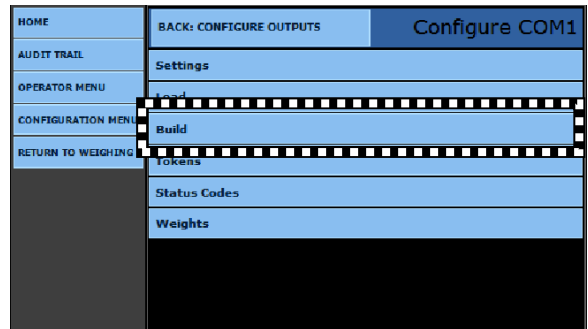 HOME
AUDIT TRAIL
OPERATOR MENU
CONFIGURATION MENU
RETURN TO WEIGHING
BACK: CONFIGURE OUTPUTS
Configure COM1
Settings
Load
Build
Tokens
Status Codes
Weights